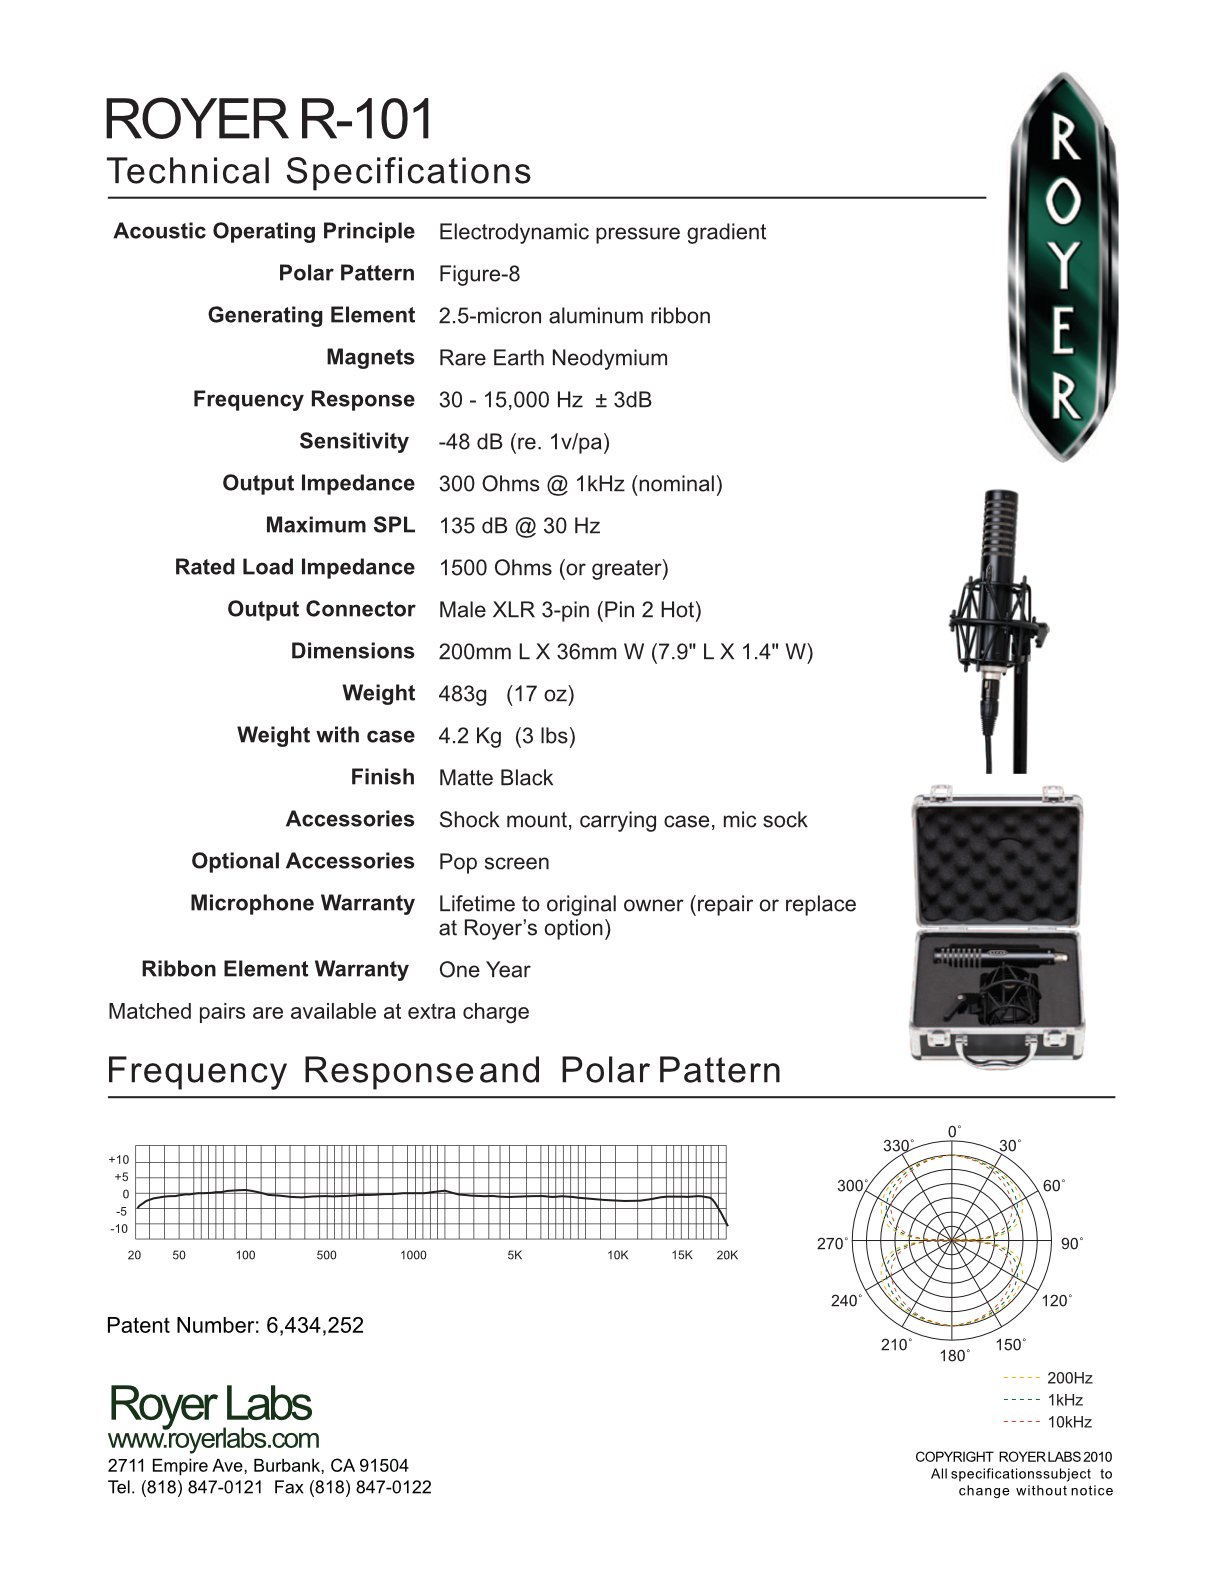 ROYER R-101
Technical Specifications
R
O
Y
E
R
Acoustic Operating Principle Electrodynamic pressure gradient
Polar Pattern Figure-8
Generating Element 2.5-micron aluminum ribbon
Magnets Rare Earth Neodymium
Frequency Response 30 - 15,000 Hz ± 3dB
Sensitivity -48 dB (re. 1v/pa)
Output Impedance 300 Ohms @ 1kHz (nominal)
Maximum SPL 135 dB @ 30 Hz
Rated Load Impedance 1500 Ohms (or greater)
Output Connector Male XLR 3-pin (Pin 2 Hot)
Dimensions 200mm L X 36mm W (7.9" L X 1.4" W)
Weight 483g (17 oz)
Weight with case 4.2 Kg (3 lbs)
Finish Matte Black
Accessories Shock mount, carrying case, mic sock
Optional Accessories Pop screen
Microphone Warranty Lifetime to original owner (repair or replace
at Royer’s option)
Ribbon Element Warranty One Year
Matched pairs are available at extra charge
Frequency Response and Polar Pattern
+10
+5
0
-5
-10
20 50 100 500 1000 5K 10K 15K 20K
0°
330° 30°
300° 60°
270° 90°
240° 120°
210° 150°
180°
200Hz
1kHz
10kHz
Patent Number: 6,434,252
Royer Labs
www.royerlabs.com
2711 Empire Ave, Burbank, CA 91504
Tel. (818) 847-0121 Fax (818) 847-0122
COPYRIGHT ROYER LABS 2010
All specificationssubject to
change without notice